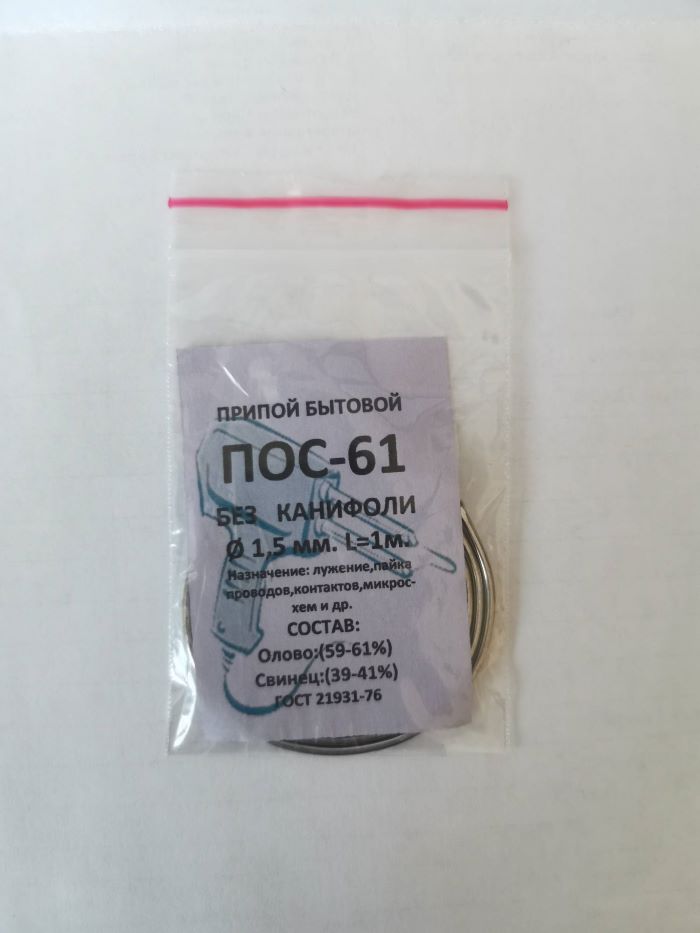 ПРИПОЙ БЫТОВОЙ
ПОС-61
БЕЗ КАНИФОЛИ
Ø 1,5 мм. L=1м.
Назначение: лужение,пайка
проводов,контактов,микрос-
хем и др.
СОСТАВ:
Олово:(59-61%)
Свинец:(39-41%)
ГОСТ 21931-76